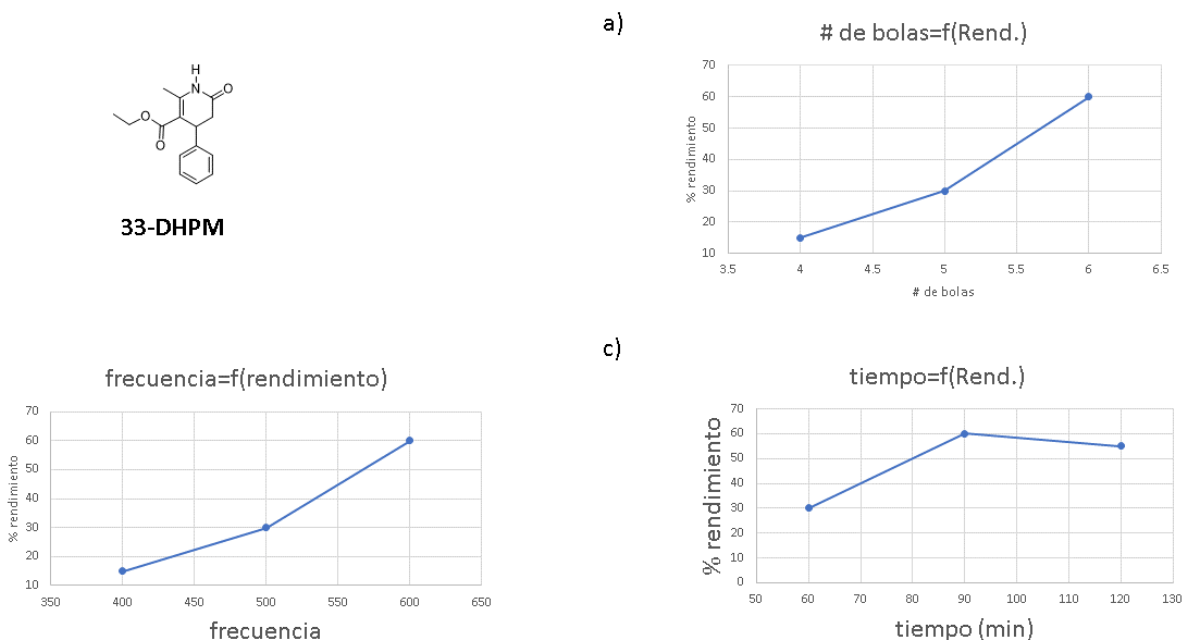 H
N
O
O
O
33-DHPM
a)
# de bolas=f(Rend.)
% rendimiento
70
60
50
40
30
20
10
3.5 4 4.5 5 5.5 6 6.5
# de bolas
frecuencia=f(rendimiento)
% rendimiento
70
60
50
40
30
20
10
350 400 450 500 550 600 650
frecuencia
c)
tiempo=f(Rend.)
% rendimiento
70
60
50
40
30
20
10
0
50 60 70 80 90 100 110 120 130
tiempo (min)